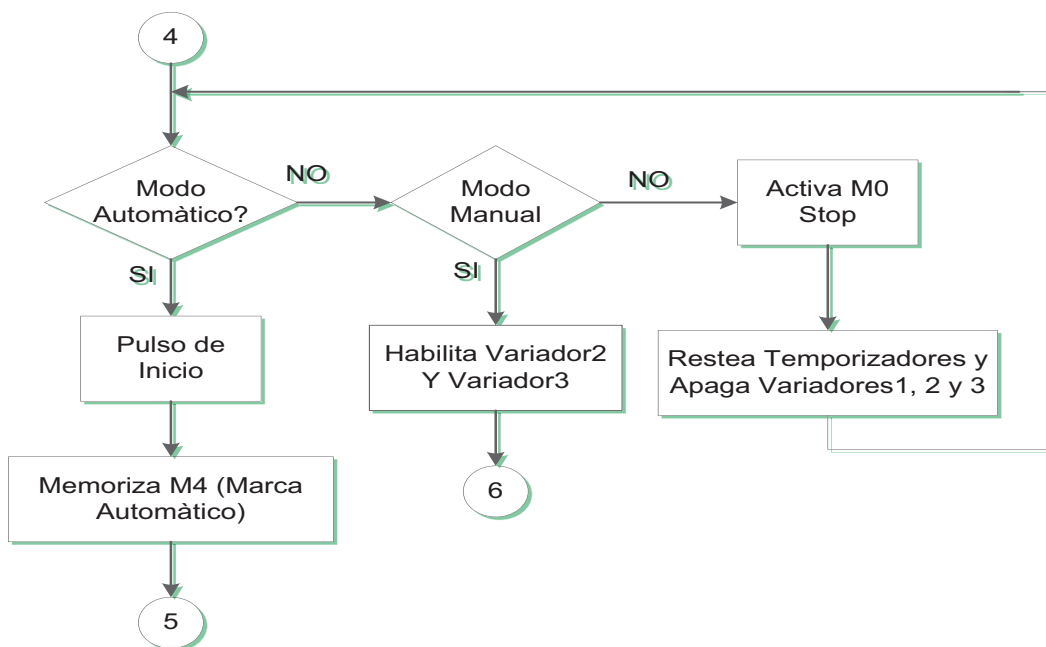 4
Modo
Automàtico?
NO
Modo
Manual
NO
Activa M0
Stop
SI
SI
Pulso de
Inicio
Habilita Variador2
Y Variador3
Restea Temporizadores y
Apaga Variadores1, 2 y 3
Memoriza M4 (Marca
Automàtico)
6
5